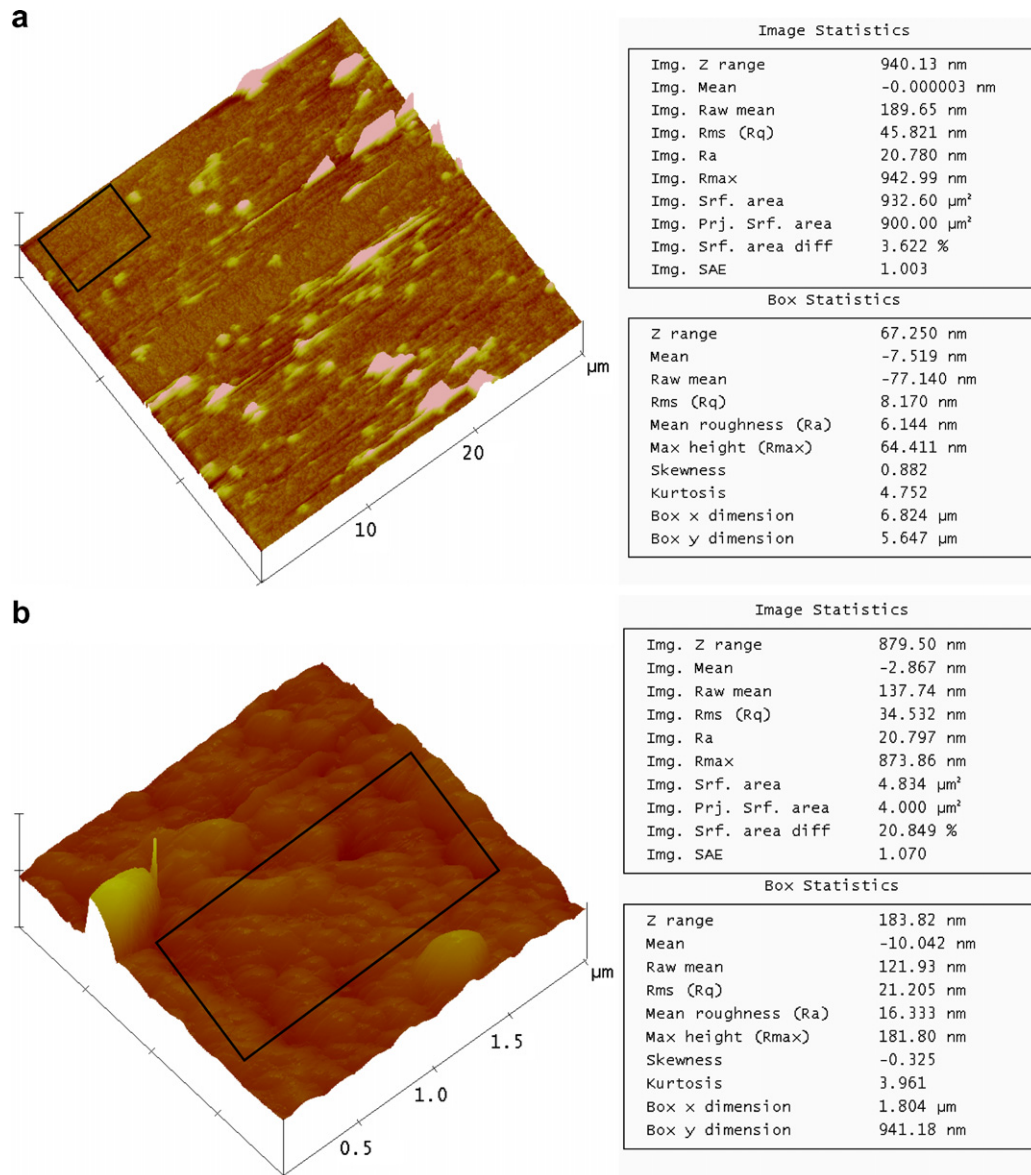 a
Image Statistics
Img. Z range 940.13 nm
Img. Mean -0.000003 nm
Img. Raw mean 189.65 nm
Img. Rms (Rq) 45.821 nm
Img. Ra 20.780 nm
Img. Rmax 942.99 nm
Img. Srf. area 932.60 µm²
Img. Prj. Srf. area 900.00 µm²
Img. Srf. area diff 3.622 %
Img. SAE 1.003
Box Statistics
Z range 67.250 nm
Mean -7.519 nm
Raw mean -77.140 nm
Rms (Rq) 8.170 nm
Mean roughness (Ra) 6.144 nm
Max height (Rmax) 64.411 nm
Skewness 0.882
Kurtosis 4.752
Box x dimension 6.824 µm
Box y dimension 5.647 µm
µm
20
10
b
Image Statistics
Img. Z range 879.50 nm
Img. Mean -2.867 nm
Img. Raw mean 137.74 nm
Img. Rms (Rq) 34.532 nm
Img. Ra 20.797 nm
Img. Rmax 873.86 nm
Img. Srf. area 4.834 µm²
Img. Prj. Srf. area 4.000 µm²
Img. Srf. area diff 20.849 %
Img. SAE 1.070
Box Statistics
Z range 183.82 nm
Mean -10.042 nm
Raw mean 121.93 nm
Rms (Rq) 21.205 nm
Mean roughness (Ra) 16.333 nm
Max height (Rmax) 181.80 nm
Skewness -0.325
Kurtosis 3.961
Box x dimension 1.804 µm
Box y dimension 941.18 nm
µm
1.5
1.0
0.5